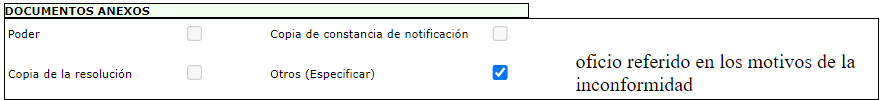 DOCUMENTOS ANEXOS
Poder
Copia de constancia de notificación
Copia de la resolución
Otros (Especificar)
oficio referido en los motivos de la
inconformidad